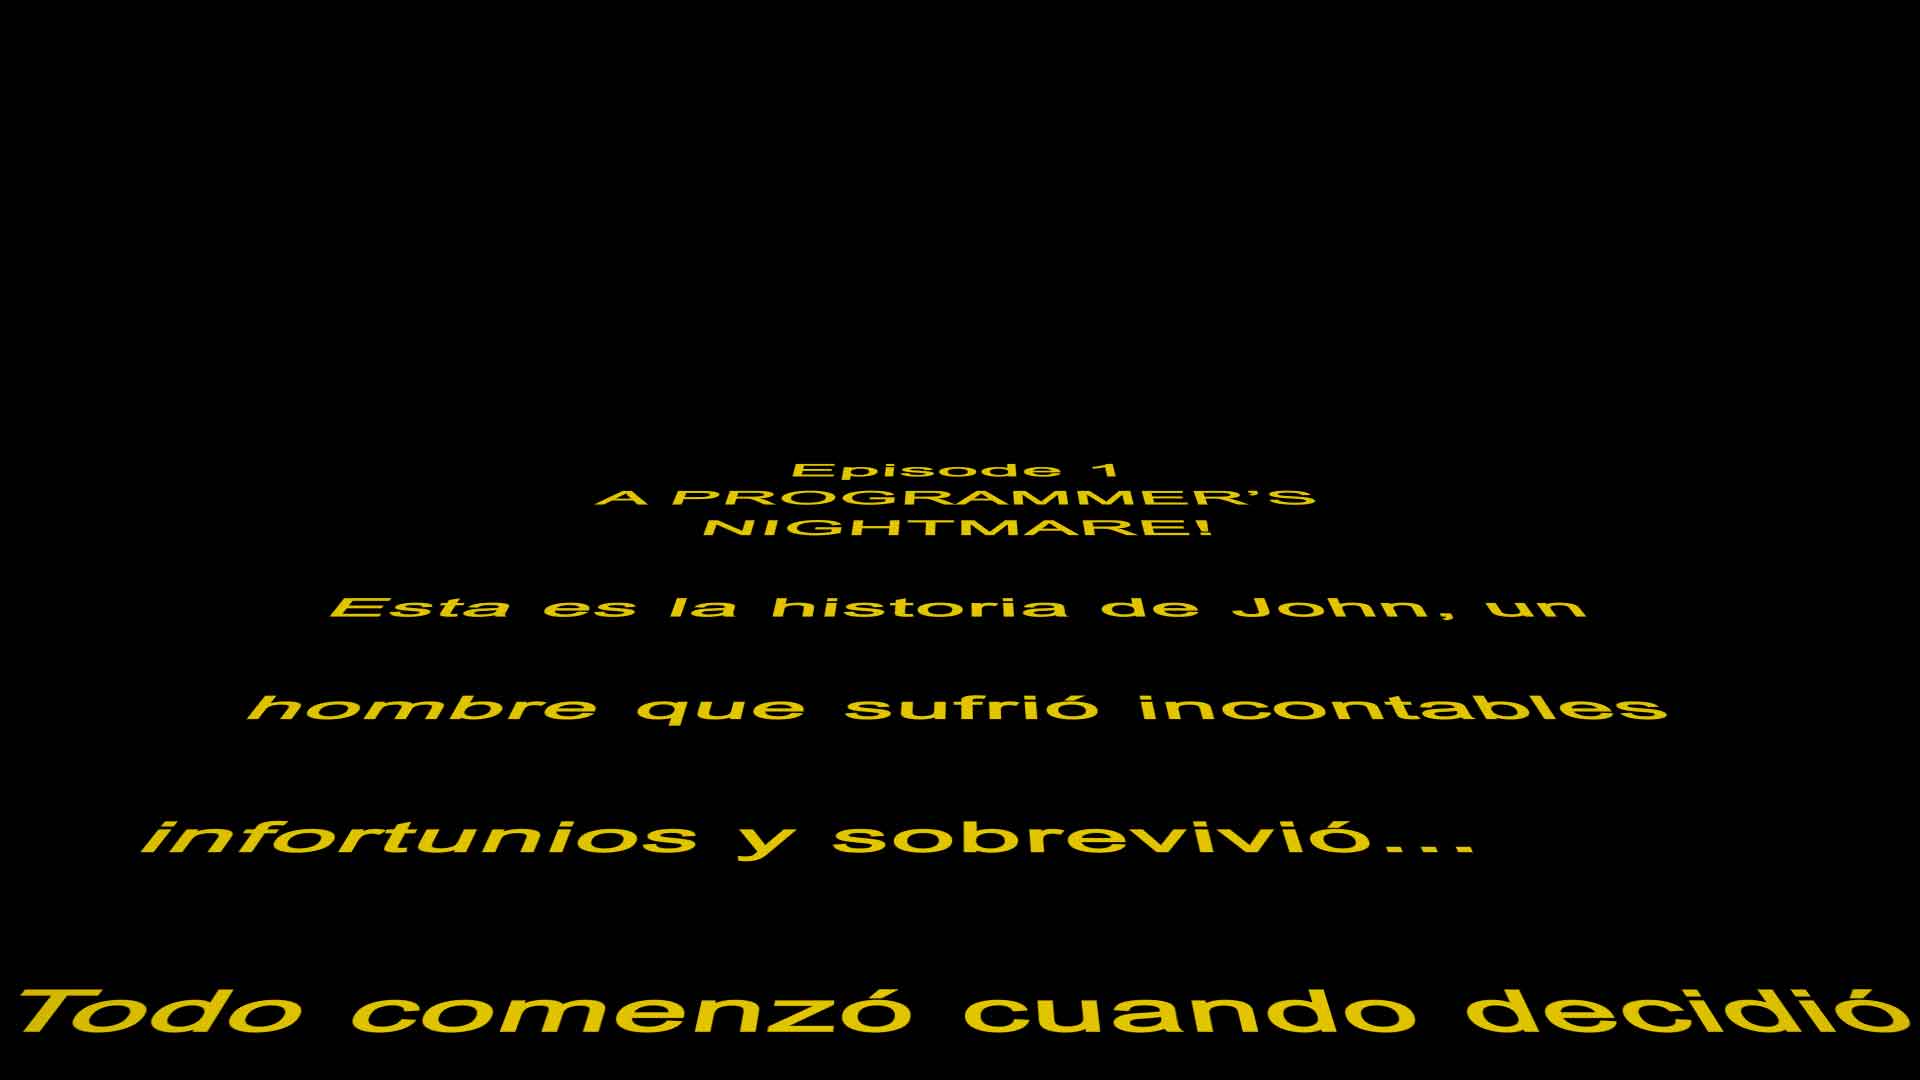 Episode 1
A PROGRAMMER’S
NIGHTMARE!
Esta es la historia de John, un
hombre que sufrió incontables
infortunios y sobrevivió...
Todo comenzó cuando decidió